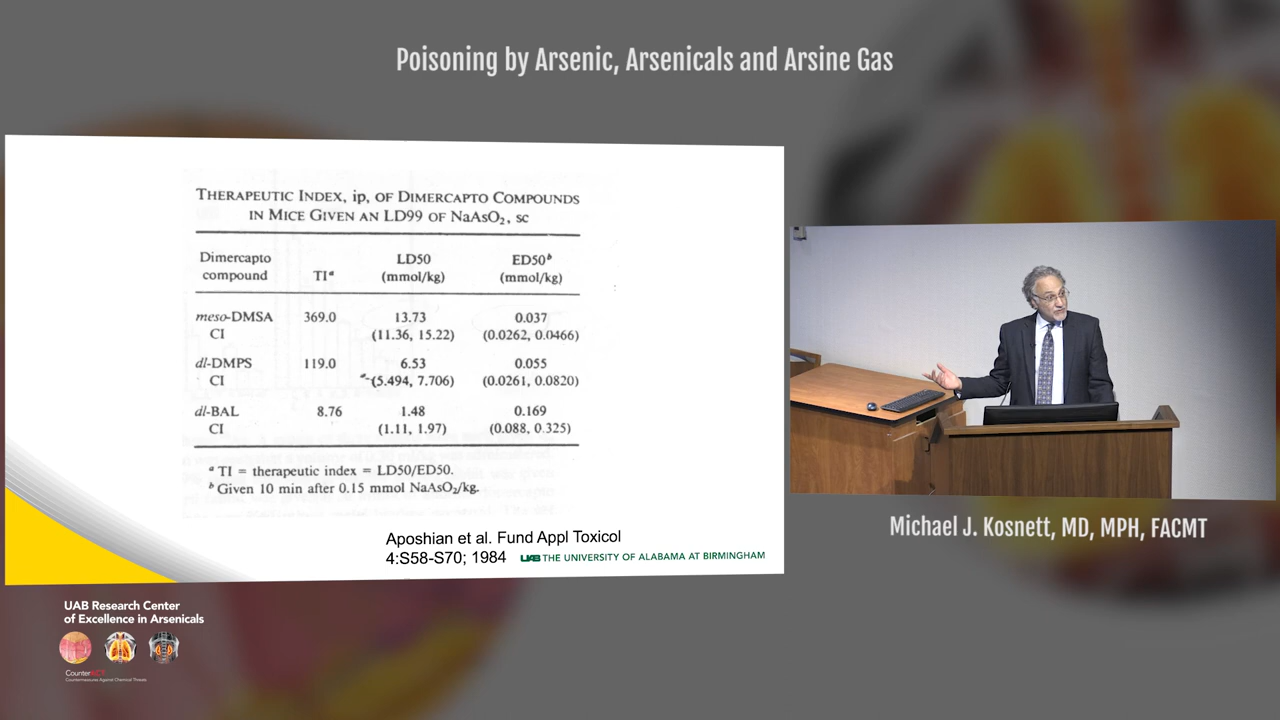 Poisoning by Arsenic, Arsenicals and Arsine Gas
THERAPEUTIC INDEX, ip, OF DIMERCAPTO COMPOUNDS
IN MICE GIVEN AN LD99 OF NaAsO₂, sc
Dimercapto compound TIᵃ LD50 (mmol/kg) ED50ᵇ (mmol/kg)
meso-DMSA 369.0 13.73 0.037
CI (11.36, 15.22) (0.0262, 0.0466)
dl-DMPS 119.0 6.53 0.055
CI (5.494, 7.706) (0.0261, 0.0820)
dl-BAL 8.76 1.48 0.169
CI (1.11, 1.97) (0.088, 0.325)
ᵃ TI = therapeutic index = LD50/ED50.
ᵇ Given 10 min after 0.15 mmol NaAsO₂/kg.
Aposhian et al. Fund Appl Toxicol
4:S58-S70; 1984
UAB THE UNIVERSITY OF ALABAMA AT BIRMINGHAM
Michael J. Kosnett, MD, MPH, FACMT
UAB Research Center
of Excellence in Arsenicals
CounterACT
Countermeasures Against Chemical Threats